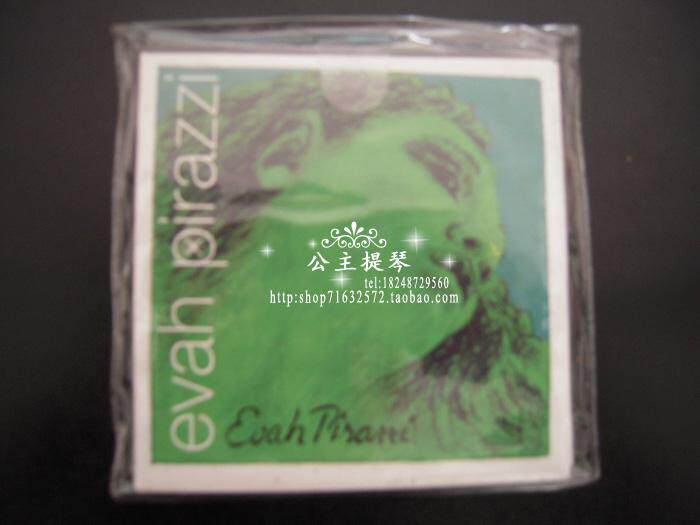 evah pirazzi
公主提琴
tel:18248729560
http:shop71632572.taobao.com
Evah Pirazzi